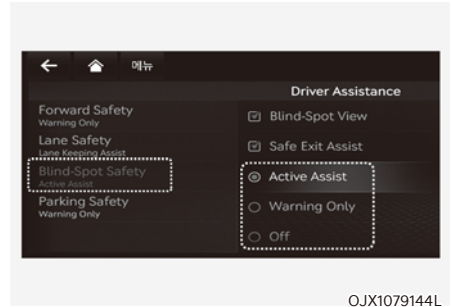 메뉴
Driver Assistance
Forward Safety
Warning Only
Lane Safety
Lane Keeping Assist
Blind-Spot Safety
Active Assist
Parking Safety
Warning Only
Blind-Spot View
Safe Exit Assist
Active Assist
Warning Only
Off
OJX1079144L